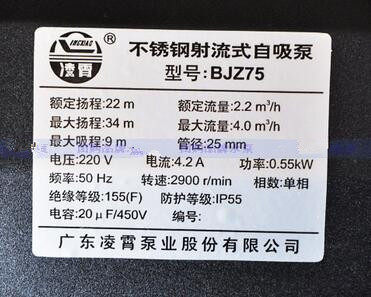 LINGXIAO
凌霄
®
不锈钢射流式自吸泵
型号:BJZ75
额定扬程:22 m 额定流量:2.2 m³/h
最大扬程:34 m 最大流量:4.0 m³/h
最大吸程:9 m 管径:25 mm
电压:220 V 电流:4.2 A 功率:0.55kW
频率:50 Hz 转速:2900 r/min 相数:单相
绝缘等级:155(F) 防护等级:IP55
电容:20 μF/450V 编号:
广东凌霄泵业股份有限公司